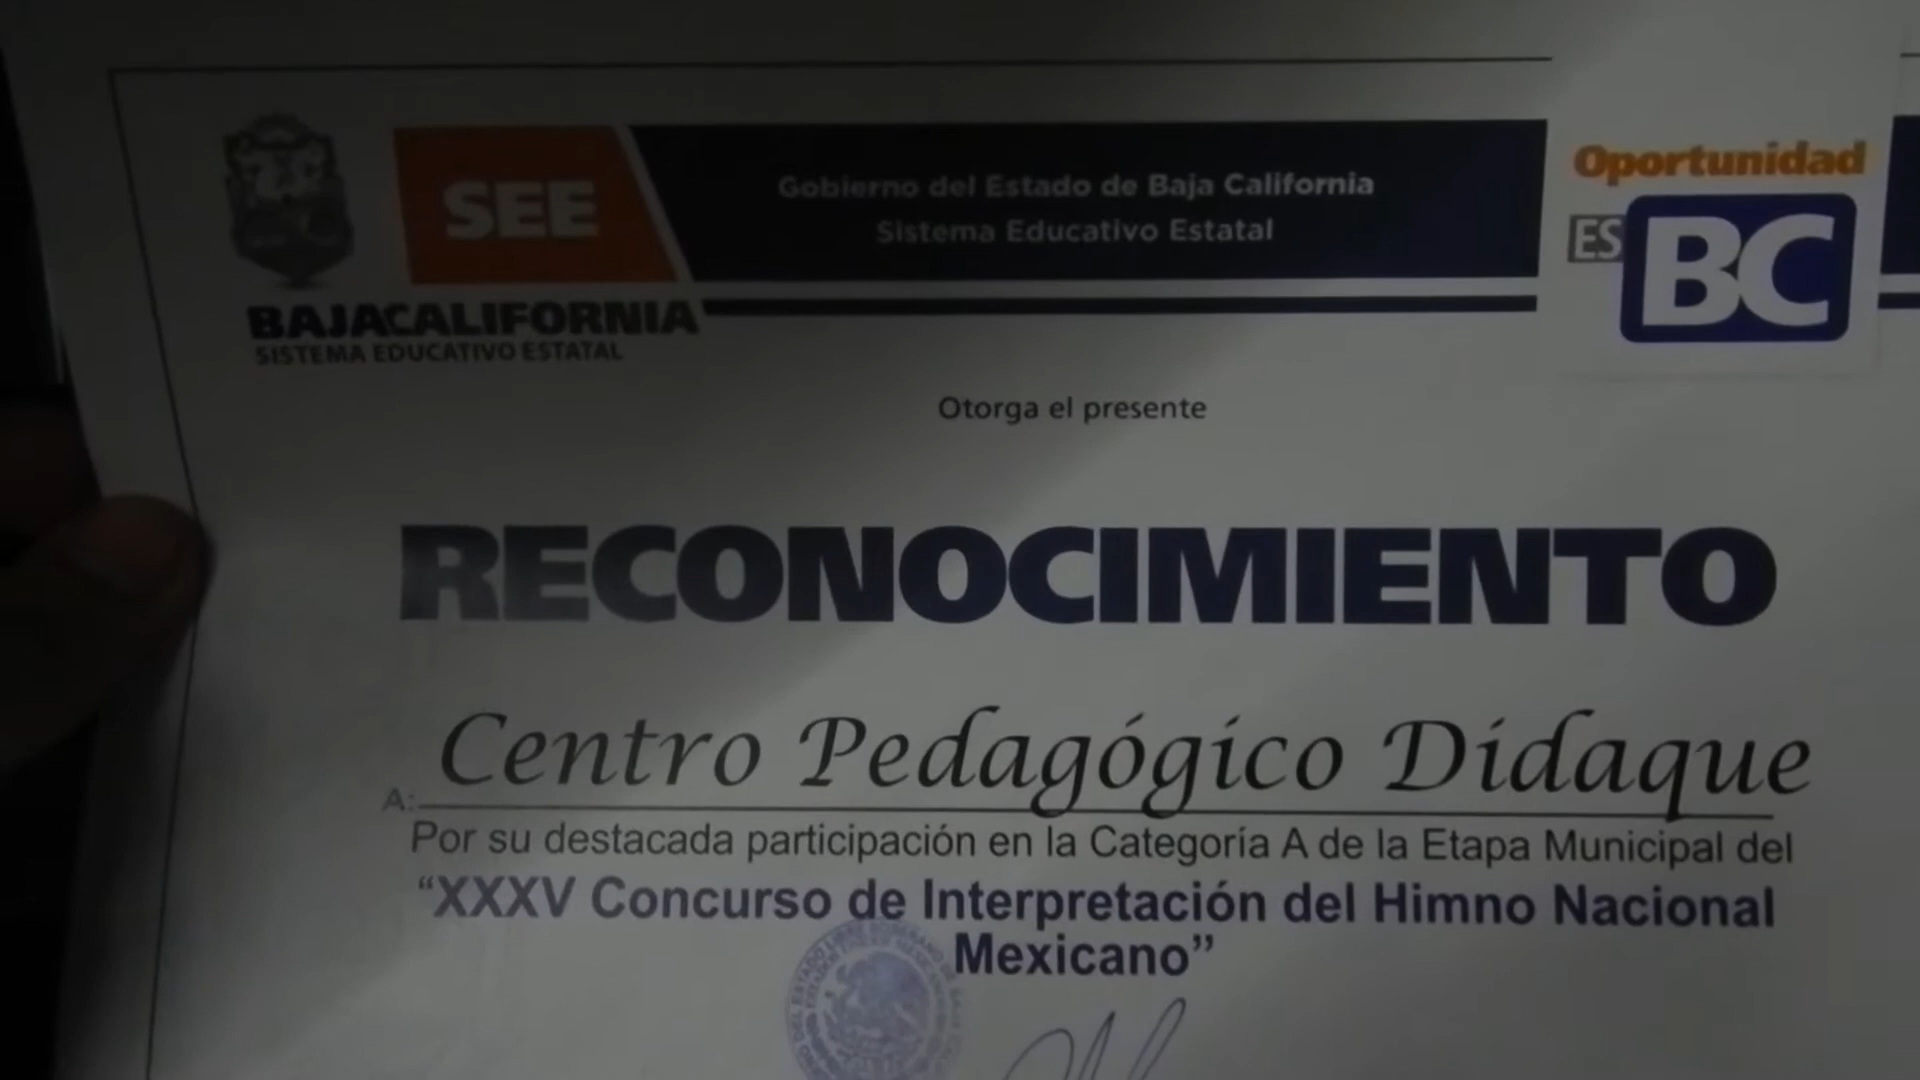 SEE
Gobierno del Estado de Baja California
Sistema Educativo Estatal
Oportunidad
ES BC
BAJACALIFORNIA
SISTEMA EDUCATIVO ESTATAL
Otorga el presente
RECONOCIMIENTO
Centro Pedagógico Didaque
A:
Por su destacada participación en la Categoría A de la Etapa Municipal del
“XXXV Concurso de Interpretación del Himno Nacional
Mexicano”